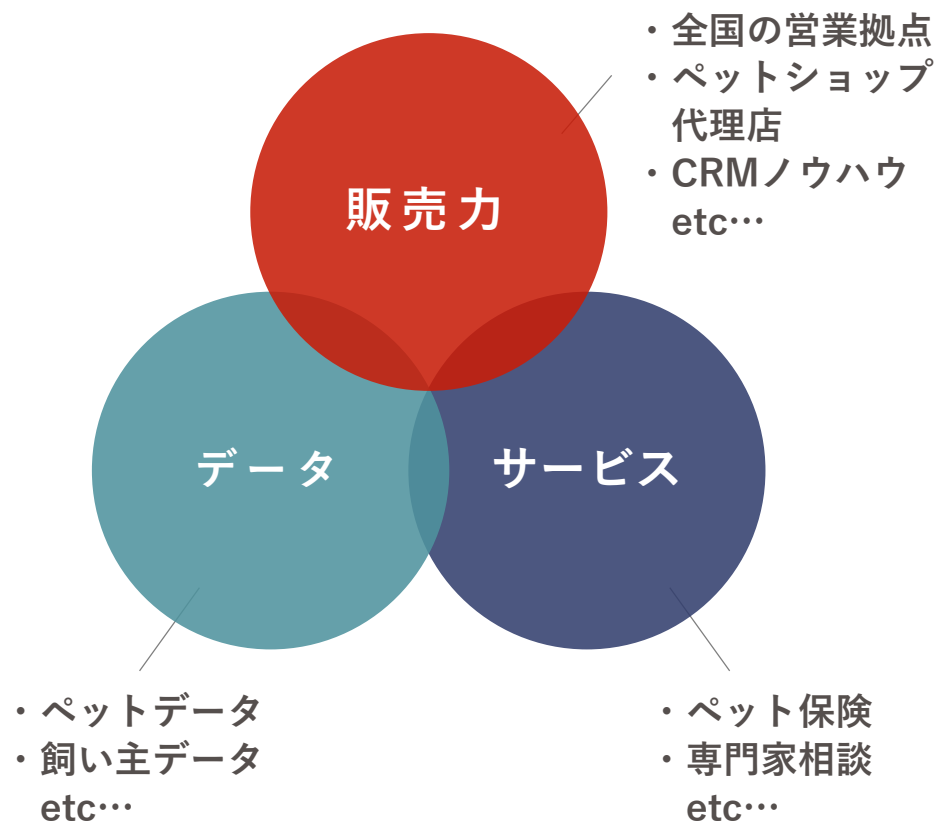 ・全国の営業拠点
・ペットショップ
代理店
・CRMノウハウ
etc…
販売力
データ
サービス
・ペットデータ
・飼い主データ
etc…
・ペット保険
・専門家相談
etc…